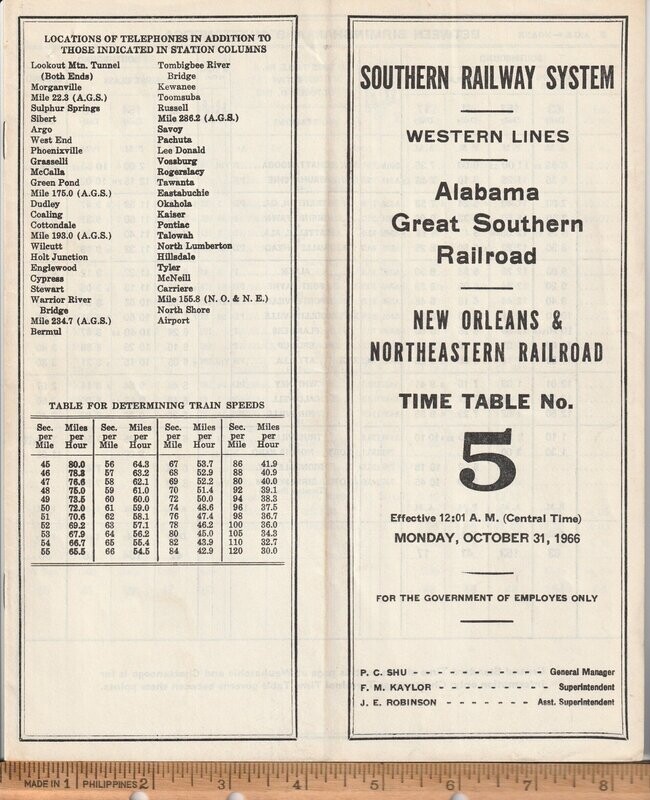 LOCATIONS OF TELEPHONES IN ADDITION TO
THOSE INDICATED IN STATION COLUMNS
Lookout Mtn. Tunnel
(Both Ends)
Morganville
Mile 22.3 (A.G.S.)
Sulphur Springs
Sibert
Argo
West End
Phoenixville
Grasselli
McCalla
Green Pond
Mile 175.0 (A.G.S.)
Dudley
Coaling
Cottondale
Mile 193.0 (A.G.S.)
Wilcutt
Holt Junction
Englewood
Cypress
Stewart
Warrior River
Bridge
Mile 234.7 (A.G.S.)
Bermul
Tombigbee River
Bridge
Kewanee
Toomsuba
Russell
Mile 286.2 (A.G.S.)
Savoy
Pachuta
Lee Donald
Vossburg
Rogerslacy
Tawanta
Eastabuchie
Okahola
Kaiser
Pontiac
Talowah
North Lumberton
Hillsdale
Tyler
McNeill
Carriere
Mile 155.8 (N. O. & N. E.)
North Shore
Airport
TABLE FOR DETERMINING TRAIN SPEEDS
Sec. Miles Sec. Miles Sec. Miles Sec. Miles
per per per per per per per per
Mile Hour Mile Hour Mile Hour Mile Hour
45 80.0 56 64.3 67 53.7 86 41.9
46 78.3 57 63.2 68 52.9 88 40.9
47 76.6 58 62.1 69 52.2 80 40.0
48 75.0 59 61.0 70 51.4 92 39.1
49 73.5 60 60.0 72 50.0 94 38.3
50 72.0 61 59.0 74 48.6 96 37.5
51 70.6 62 58.1 76 47.4 98 36.7
52 69.2 63 57.1 78 46.2 100 36.0
53 67.9 64 56.2 80 45.0 105 34.3
54 66.7 65 55.4 82 43.9 110 32.7
55 65.5 66 54.5 84 42.9 120 30.0
SOUTHERN RAILWAY SYSTEM
WESTERN LINES
Alabama
Great Southern
Railroad
NEW ORLEANS &
NORTHEASTERN RAILROAD
TIME TABLE No.
5
Effective 12:01 A. M. (Central Time)
MONDAY, OCTOBER 31, 1966
FOR THE GOVERNMENT OF EMPLOYES ONLY
P. C. SHU - - - - - - - - - - - General Manager
F. M. KAYLOR - - - - - - - - - Superintendent
J. E. ROBINSON - - - - - - - Asst. Superintendent
MADE IN 1 PHILIPPINES 2 3 4 5 6 7 8